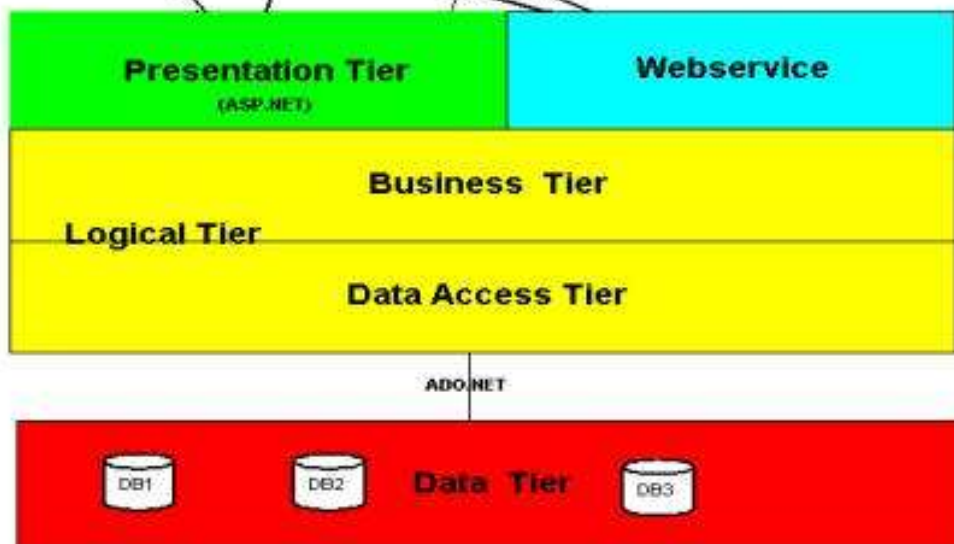 Presentation Tier
(ASP.NET)
Webservice
Business Tier
Logical Tier
Data Access Tier
ADO.NET
DB1
DB2
Data Tier
DB3